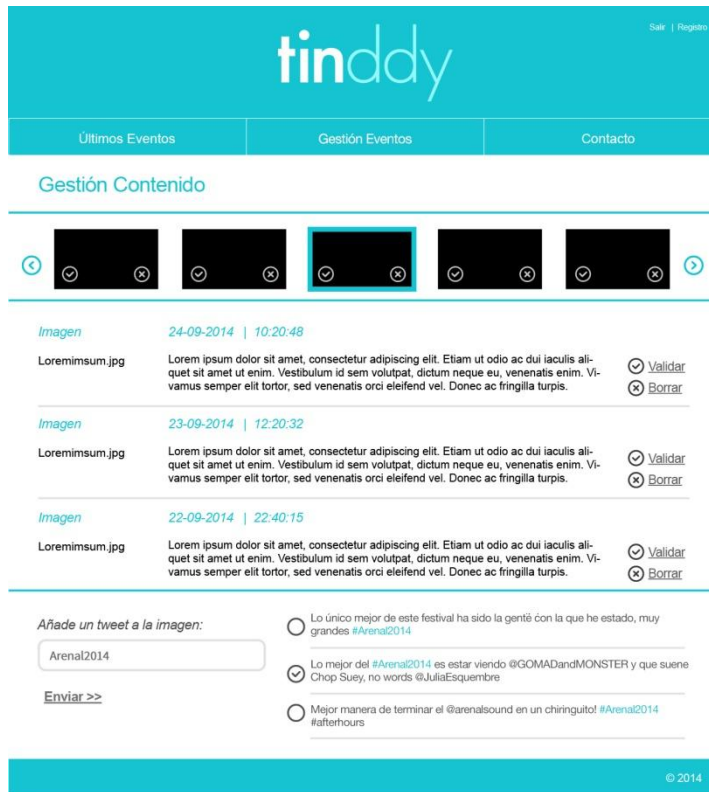 Salir | Registro
tinddy
Últimos Eventos
Gestión Eventos
Contacto
Gestión Contenido
Imagen
24-09-2014 | 10:20:48
Loremimsum.jpg
Lorem ipsum dolor sit amet, consectetur adipiscing elit. Etiam ut odio ac dui iaculis ali-
quet sit amet ut enim. Vestibulum id sem volutpat, dictum neque eu, venenatis enim. Vi-
vamus semper elit tortor, sed venenatis orci eleifend vel. Donec ac fringilla turpis.
Validar
Borrar
Imagen
23-09-2014 | 12:20:32
Loremimsum.jpg
Lorem ipsum dolor sit amet, consectetur adipiscing elit. Etiam ut odio ac dui iaculis ali-
quet sit amet ut enim. Vestibulum id sem volutpat, dictum neque eu, venenatis enim. Vi-
vamus semper elit tortor, sed venenatis orci eleifend vel. Donec ac fringilla turpis.
Validar
Borrar
Imagen
22-09-2014 | 22:40:15
Loremimsum.jpg
Lorem ipsum dolor sit amet, consectetur adipiscing elit. Etiam ut odio ac dui iaculis ali-
quet sit amet ut enim. Vestibulum id sem volutpat, dictum neque eu, venenatis enim. Vi-
vamus semper elit tortor, sed venenatis orci eleifend vel. Donec ac fringilla turpis.
Validar
Borrar
Añade un tweet a la imagen:
Arenal2014
Enviar >>
Lo único mejor de este festival ha sido la gente con la que he estado, muy
grandes #Arenal2014
Lo mejor del #Arenal2014 es estar viendo @GOMADandMONSTER y que suene
Chop Suey, no words @JuliaEsquembre
Mejor manera de terminar el @arenalsound en un chiringuito! #Arenal2014
#afterhours
© 2014